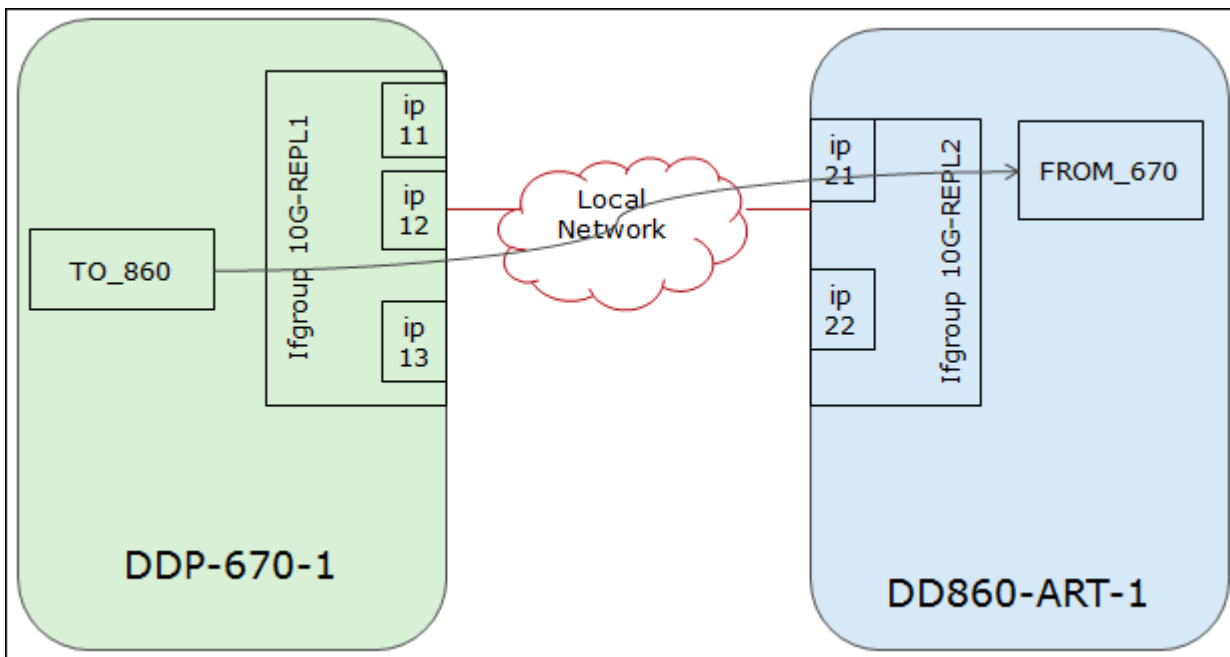 Ifgroup 10G-REPL1
ip
11
ip
12
ip
13
TO_860
DDP-670-1
Local
Network
ip
21
ip
22
Ifgroup 10G-REPL2
FROM_670
DD860-ART-1